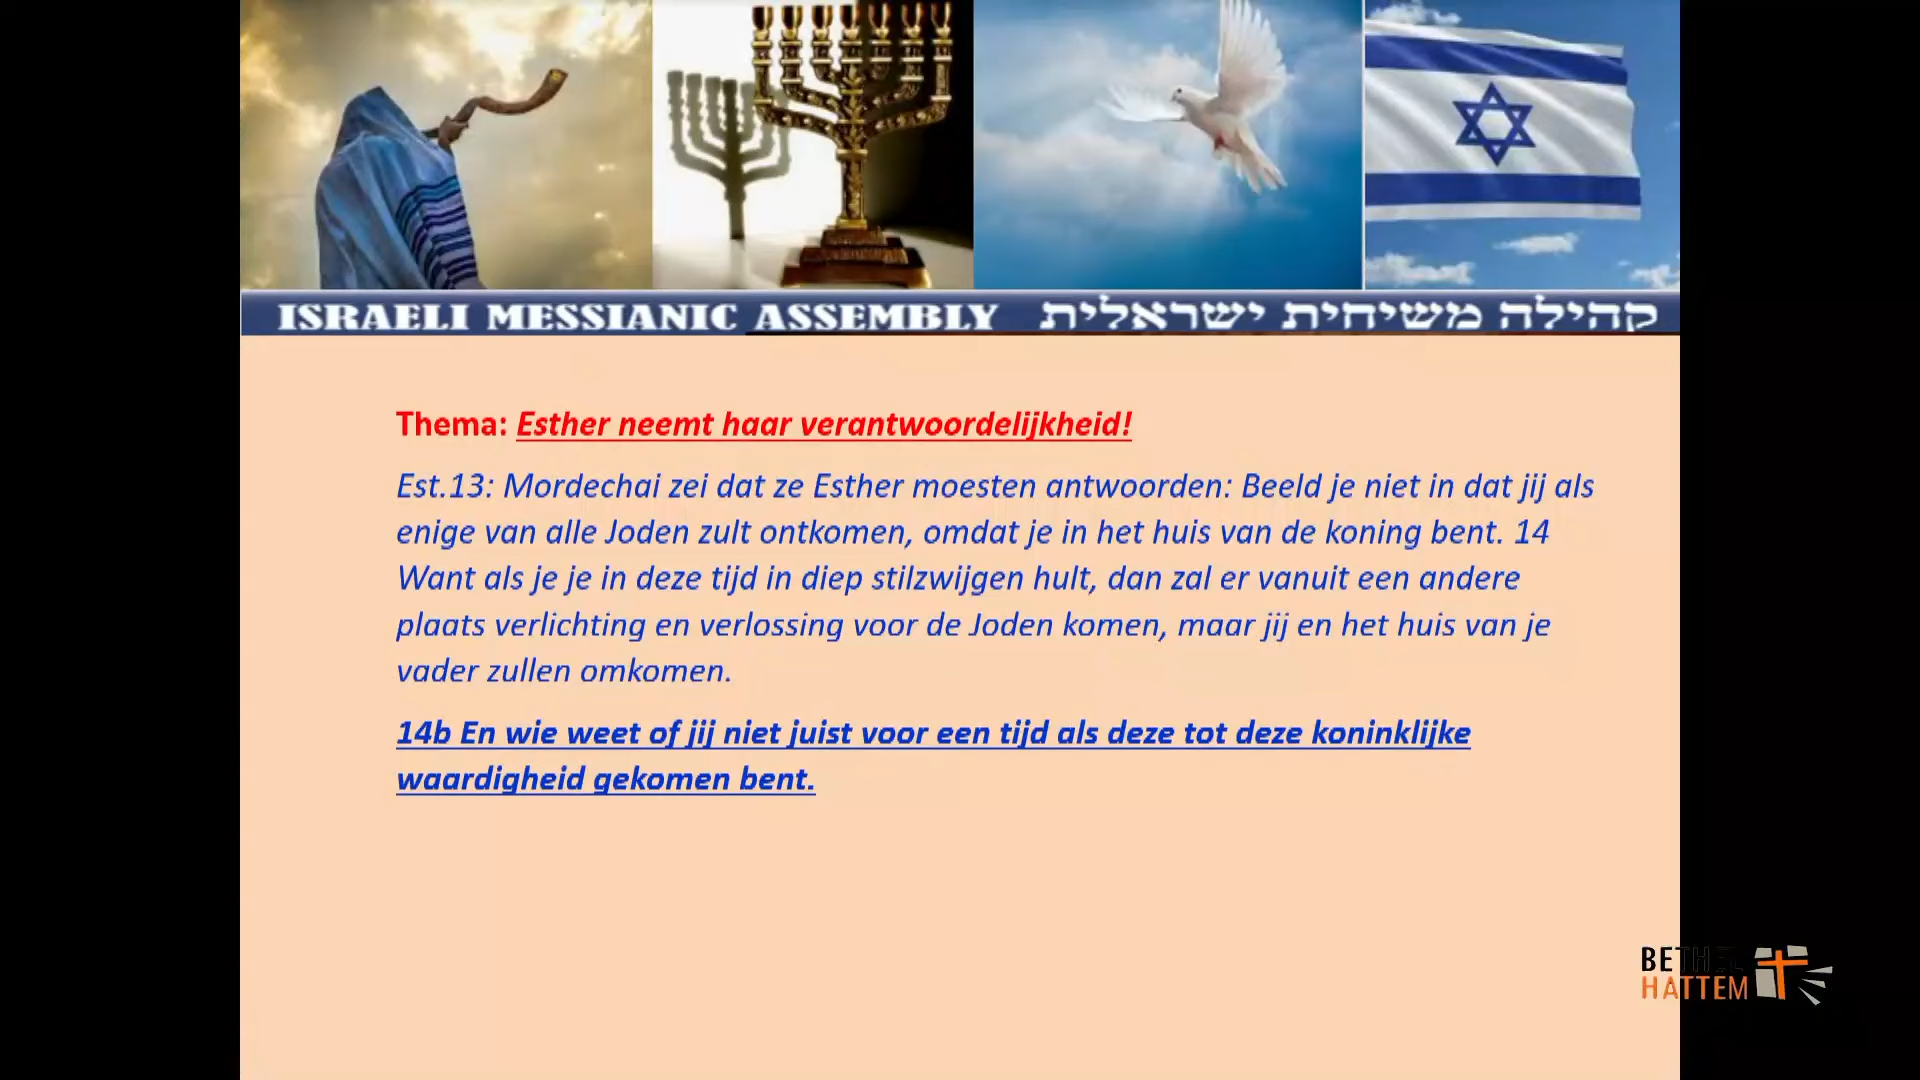 ISRAELI MESSIANIC ASSEMBLY קהילה משיחית ישראלית
Thema: Esther neemt haar verantwoordelijkheid!
Est.13: Mordechai zei dat ze Esther moesten antwoorden: Beeld je niet in dat jij als
enige van alle Joden zult ontkomen, omdat je in het huis van de koning bent. 14
Want als je je in deze tijd in diep stilzwijgen hult, dan zal er vanuit een andere
plaats verlichting en verlossing voor de Joden komen, maar jij en het huis van je
vader zullen omkomen.
14b En wie weet of jij niet juist voor een tijd als deze tot deze koninklijke
waardigheid gekomen bent.
BETHEL
HATTEM